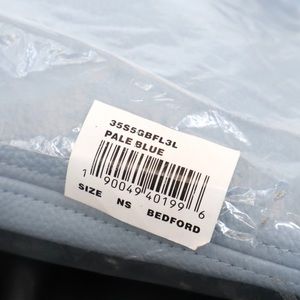 35S5GBFL3L
PALE BLUE
1 90049 40199 6
SIZE NS BEDFORD